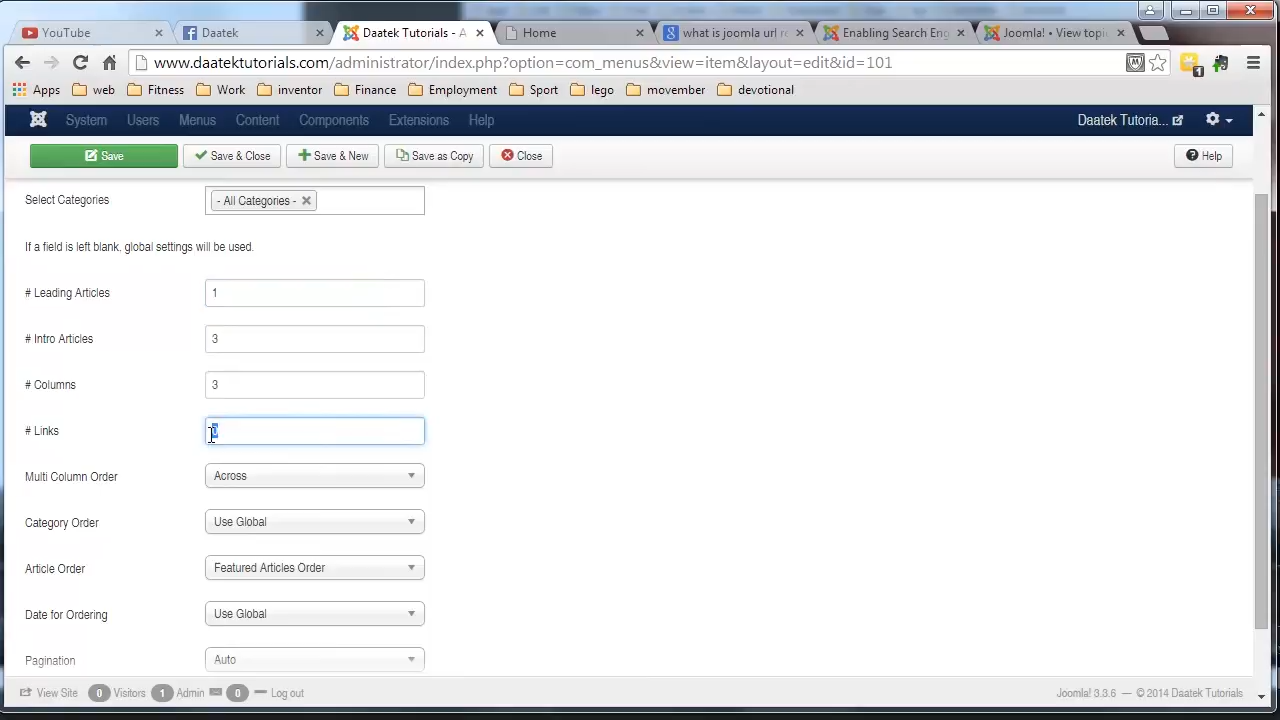 YouTube
Daatek
Daatek Tutorials - A
Home
what is joomla url r
Enabling Search Eng
Joomla! • View topi
www.daatektutorials.com/administrator/index.php?option=com_menus&view=item&layout=edit&id=101
1
Apps
web
Fitness
Work
inventor
Finance
Employment
Sport
lego
movember
devotional
System
Users
Menus
Content
Components
Extensions
Help
Daatek Tutoria...
Save
Save & Close
Save & New
Save as Copy
Close
Help
Select Categories
- All Categories -
If a field is left blank, global settings will be used.
# Leading Articles
1
# Intro Articles
3
# Columns
3
# Links
0
Multi Column Order
Across
Category Order
Use Global
Article Order
Featured Articles Order
Date for Ordering
Use Global
Pagination
Auto
View Site
0 Visitors
1 Admin
0
Log out
Joomla! 3.3.6 — © 2014 Daatek Tutorials